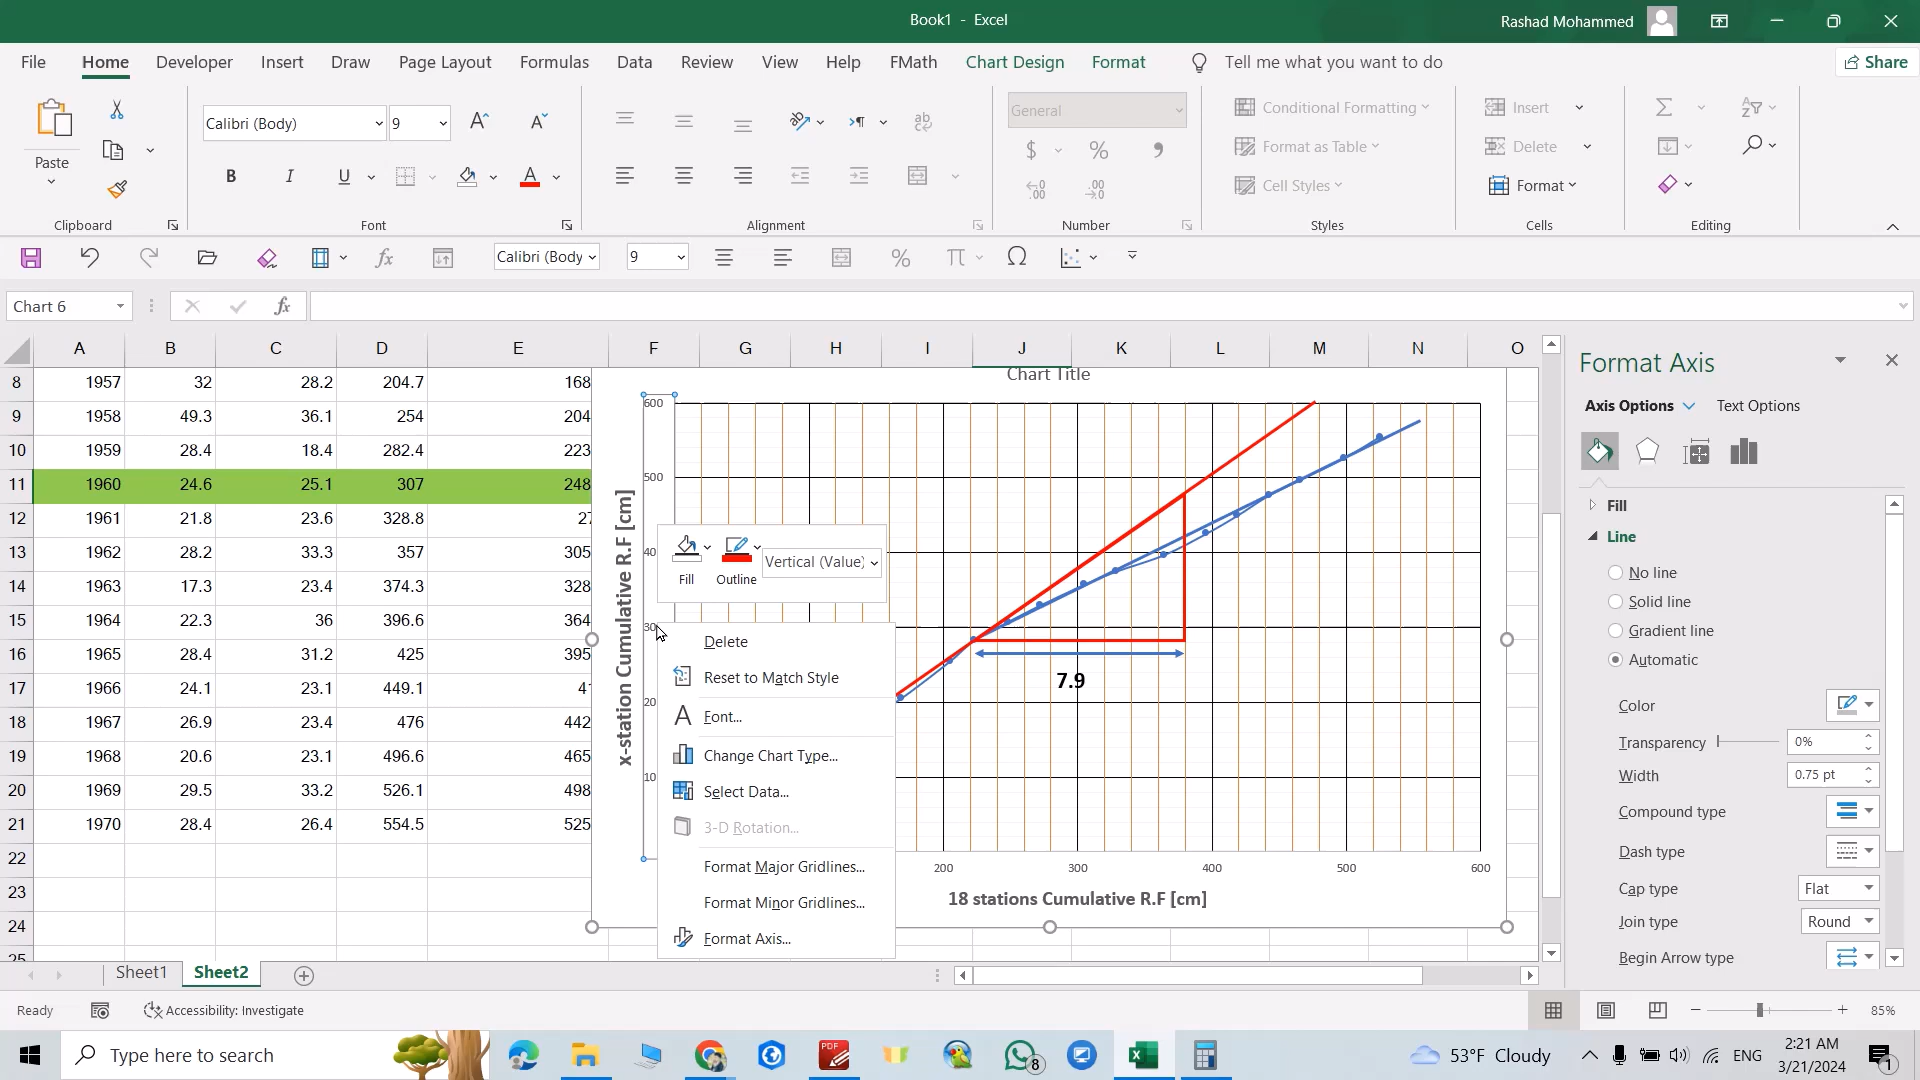 Book1 - Excel
Rashad Mohammed
File Home Developer Insert Draw Page Layout Formulas Data Review View Help FMath Chart Design Format Tell me what you want to do Share
Calibri (Body) 9 General Conditional Formatting Insert
Paste Format as Table Delete
Cell Styles Format
Clipboard Font Alignment Number Styles Cells Editing
Calibri (Body 9
Chart 6
A B C D E F G H I J K L M N O
8 1957 32 28.2 204.7 168
9 1958 49.3 36.1 254 204
10 1959 28.4 18.4 282.4 223
11 1960 24.6 25.1 307 248
12 1961 21.8 23.6 328.8 27
13 1962 28.2 33.3 357 305
14 1963 17.3 23.4 374.3 328
15 1964 22.3 36 396.6 364
16 1965 28.4 31.2 425 395
17 1966 24.1 23.1 449.1 41
18 1967 26.9 23.4 476 442
19 1968 20.6 23.1 496.6 465
20 1969 29.5 33.2 526.1 498
21 1970 28.4 26.4 554.5 525
22
23
24
25
Chart Title
600
500
40
30
20
10
x-station Cumulative R.F [cm]
7.9
200 300 400 500 600
18 stations Cumulative R.F [cm]
Fill Outline Vertical (Value)
Delete
Reset to Match Style
Font...
Change Chart Type...
Select Data...
3-D Rotation...
Format Major Gridlines...
Format Minor Gridlines...
Format Axis...
Format Axis
Axis Options Text Options
Fill
Line
No line
Solid line
Gradient line
Automatic
Color
Transparency 0%
Width 0.75 pt
Compound type
Dash type
Cap type Flat
Join type Round
Begin Arrow type
Sheet1 Sheet2
Ready Accessibility: Investigate 85%
Type here to search 8 53°F Cloudy ENG 2:21 AM
3/21/2024 1